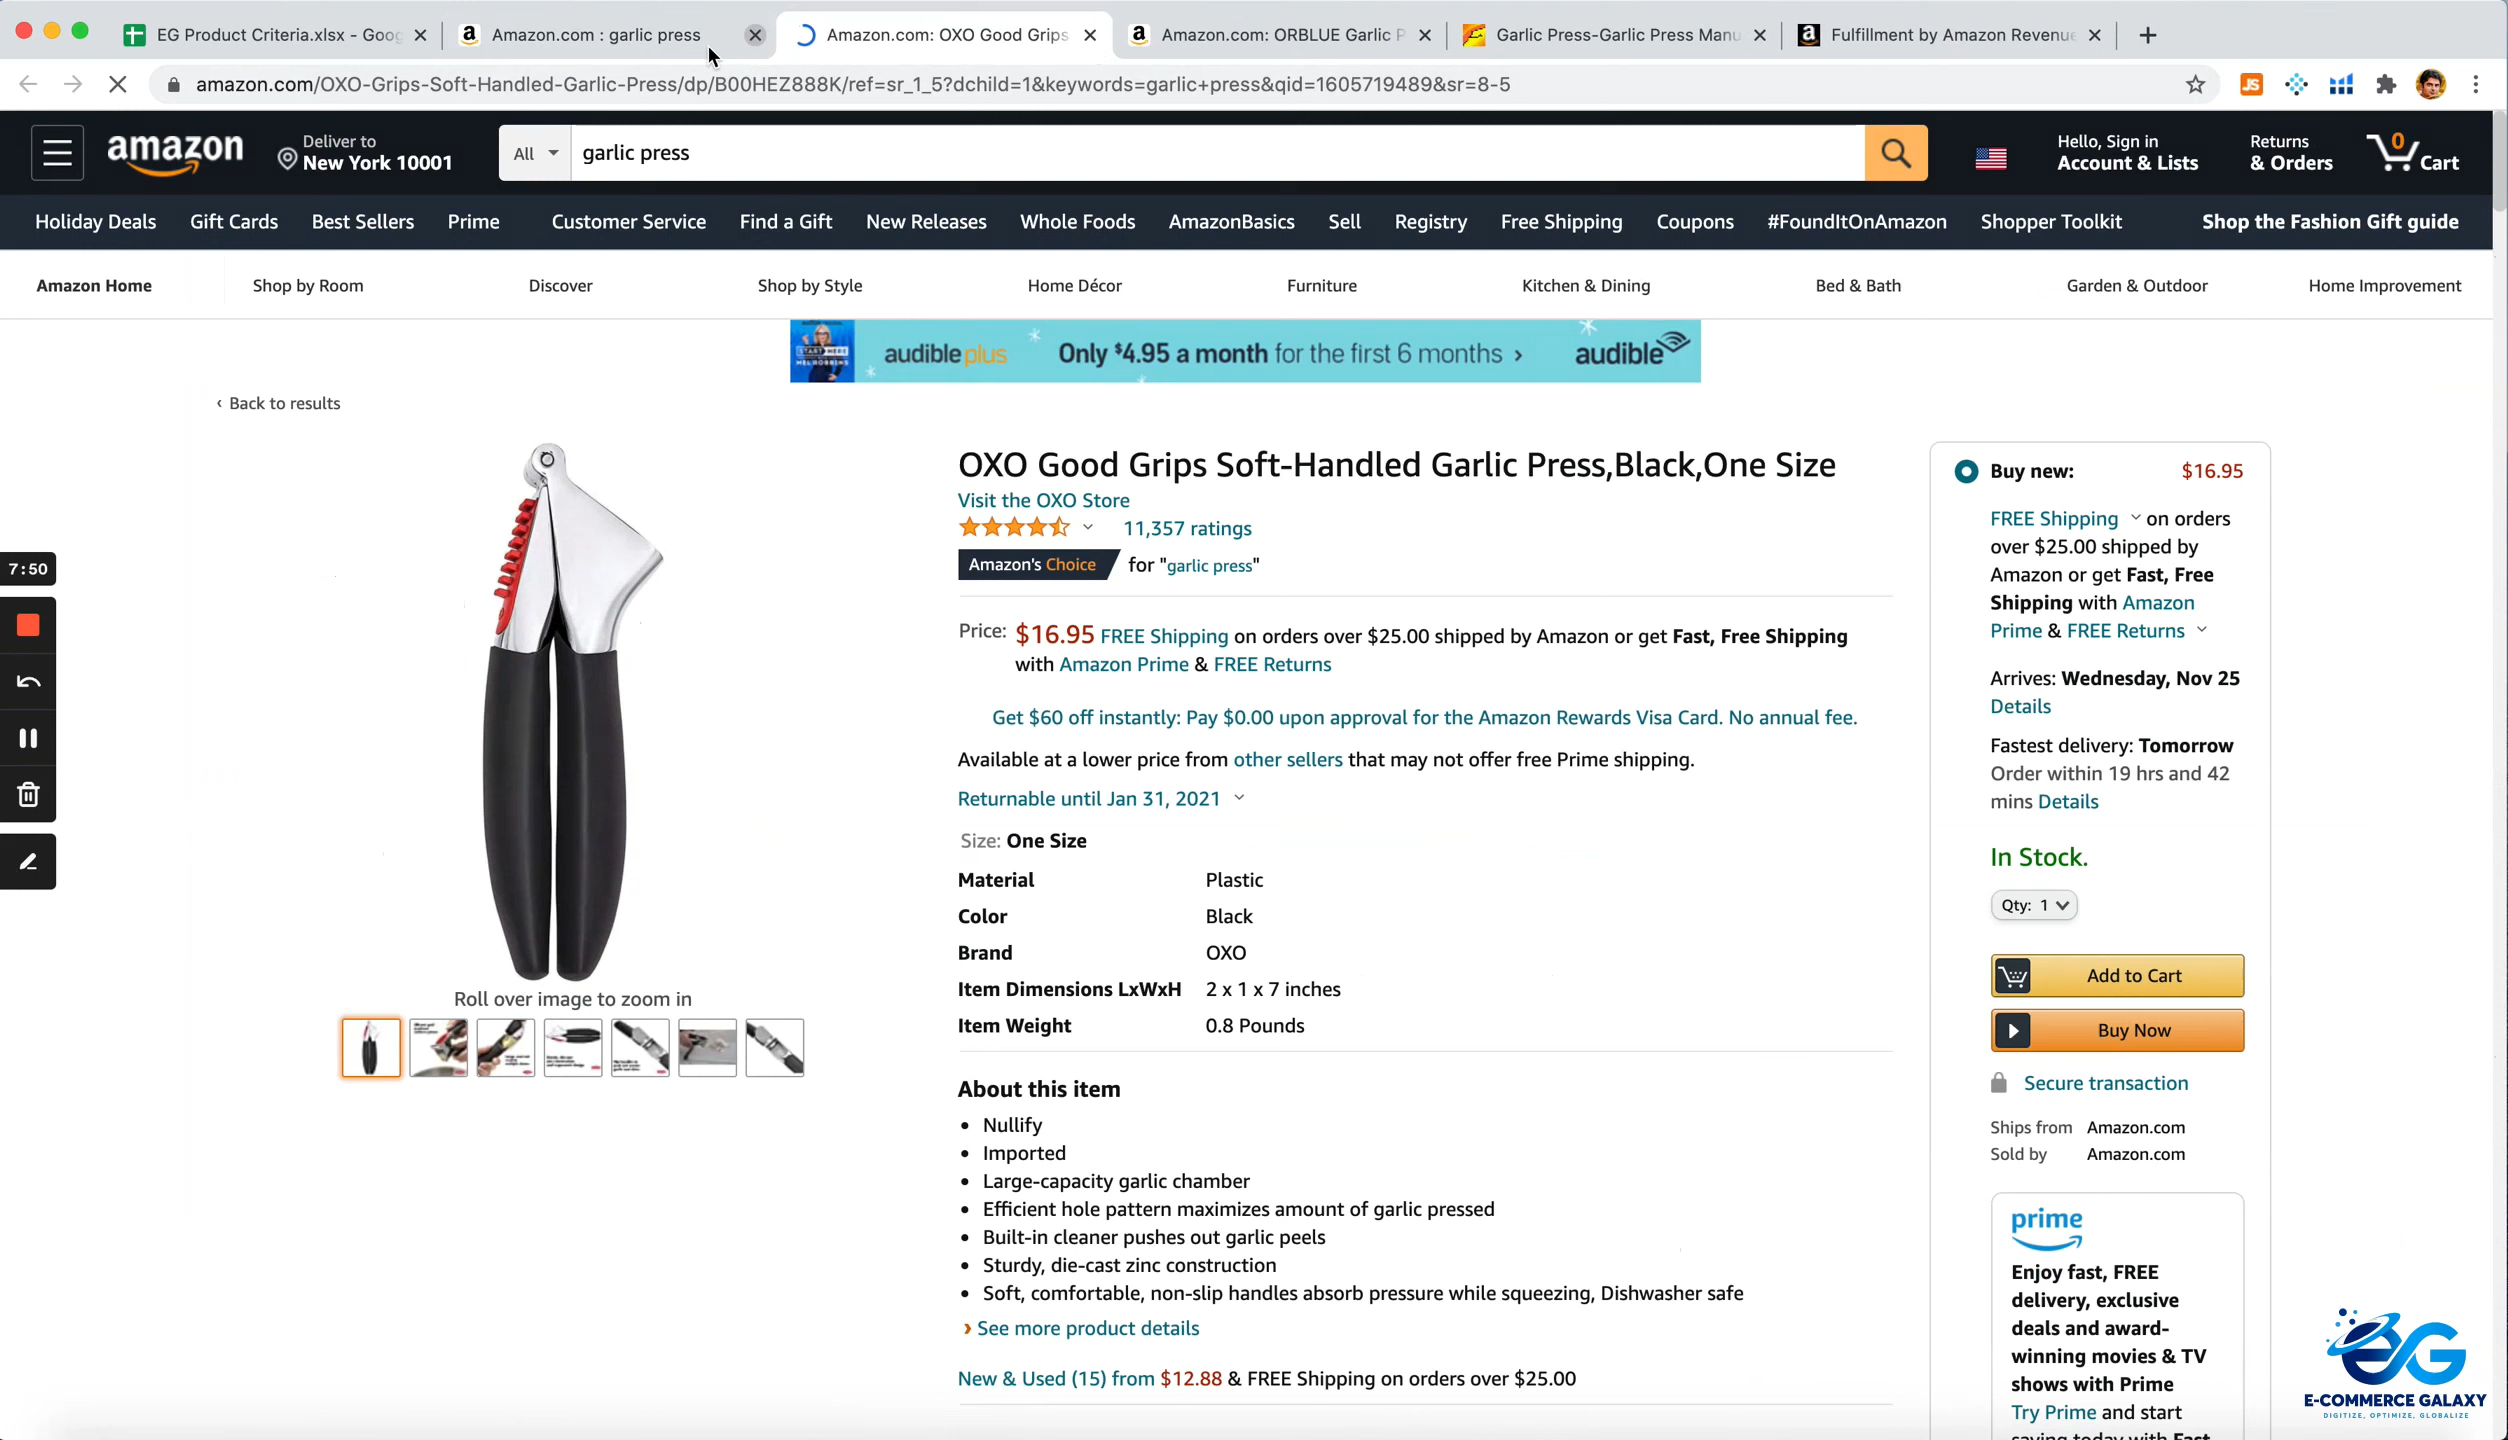 EG Product Criteria.xlsx - Goog
Amazon.com : garlic press
Amazon.com: OXO Good Grips
Amazon.com: ORBLUE Garlic P
Garlic Press-Garlic Press Manu
Fulfillment by Amazon Revenue
amazon.com/OXO-Grips-Soft-Handled-Garlic-Press/dp/B00HEZ888K/ref=sr_1_5?dchild=1&keywords=garlic+press&qid=1605719489&sr=8-5
amazon
Deliver to
New York 10001
All
garlic press
Hello, Sign in
Account & Lists
Returns
& Orders
0
Cart
Holiday Deals
Gift Cards
Best Sellers
Prime
Customer Service
Find a Gift
New Releases
Whole Foods
AmazonBasics
Sell
Registry
Free Shipping
Coupons
#FoundItOnAmazon
Shopper Toolkit
Shop the Fashion Gift guide
Amazon Home
Shop by Room
Discover
Shop by Style
Home Décor
Furniture
Kitchen & Dining
Bed & Bath
Garden & Outdoor
Home Improvement
START HERE
MEL ROBBINS
audible plus
Only $4.95 a month for the first 6 months ›
audible
‹ Back to results
7:50
Roll over image to zoom in
OXO Good Grips Soft-Handled Garlic Press,Black,One Size
Visit the OXO Store
11,357 ratings
Amazon's Choice for "garlic press"
Price: $16.95 FREE Shipping on orders over $25.00 shipped by Amazon or get Fast, Free Shipping
with Amazon Prime & FREE Returns
Get $60 off instantly: Pay $0.00 upon approval for the Amazon Rewards Visa Card. No annual fee.
Available at a lower price from other sellers that may not offer free Prime shipping.
Returnable until Jan 31, 2021
Size: One Size
Material Plastic
Color Black
Brand OXO
Item Dimensions LxWxH 2 x 1 x 7 inches
Item Weight 0.8 Pounds
About this item
• Nullify
• Imported
• Large-capacity garlic chamber
• Efficient hole pattern maximizes amount of garlic pressed
• Built-in cleaner pushes out garlic peels
• Sturdy, die-cast zinc construction
• Soft, comfortable, non-slip handles absorb pressure while squeezing, Dishwasher safe
› See more product details
New & Used (15) from $12.88 & FREE Shipping on orders over $25.00
Buy new: $16.95
FREE Shipping on orders
over $25.00 shipped by
Amazon or get Fast, Free
Shipping with Amazon
Prime & FREE Returns
Arrives: Wednesday, Nov 25
Details
Fastest delivery: Tomorrow
Order within 19 hrs and 42
mins Details
In Stock.
Qty: 1
Add to Cart
Buy Now
Secure transaction
Ships from Amazon.com
Sold by Amazon.com
prime
Enjoy fast, FREE
delivery, exclusive
deals and award-
winning movies & TV
shows with Prime
Try Prime and start
saving today with Fast
JS
EG
E-COMMERCE GALAXY
DIGITIZE, OPTIMIZE, GLOBALIZE